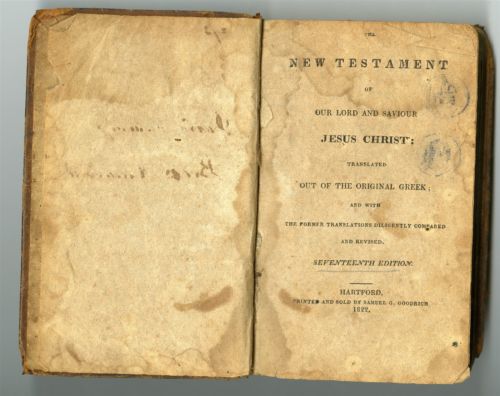 THE
NEW TESTAMENT
OF
OUR LORD AND SAVIOUR
JESUS CHRIST;
TRANSLATED
OUT OF THE ORIGINAL GREEK;
AND WITH
THE FORMER TRANSLATIONS DILIGENTLY COMPARED
AND REVISED.
SEVENTEENTH EDITION.
HARTFORD,
PRINTED AND SOLD BY SAMUEL G. GOODRICH
1822.